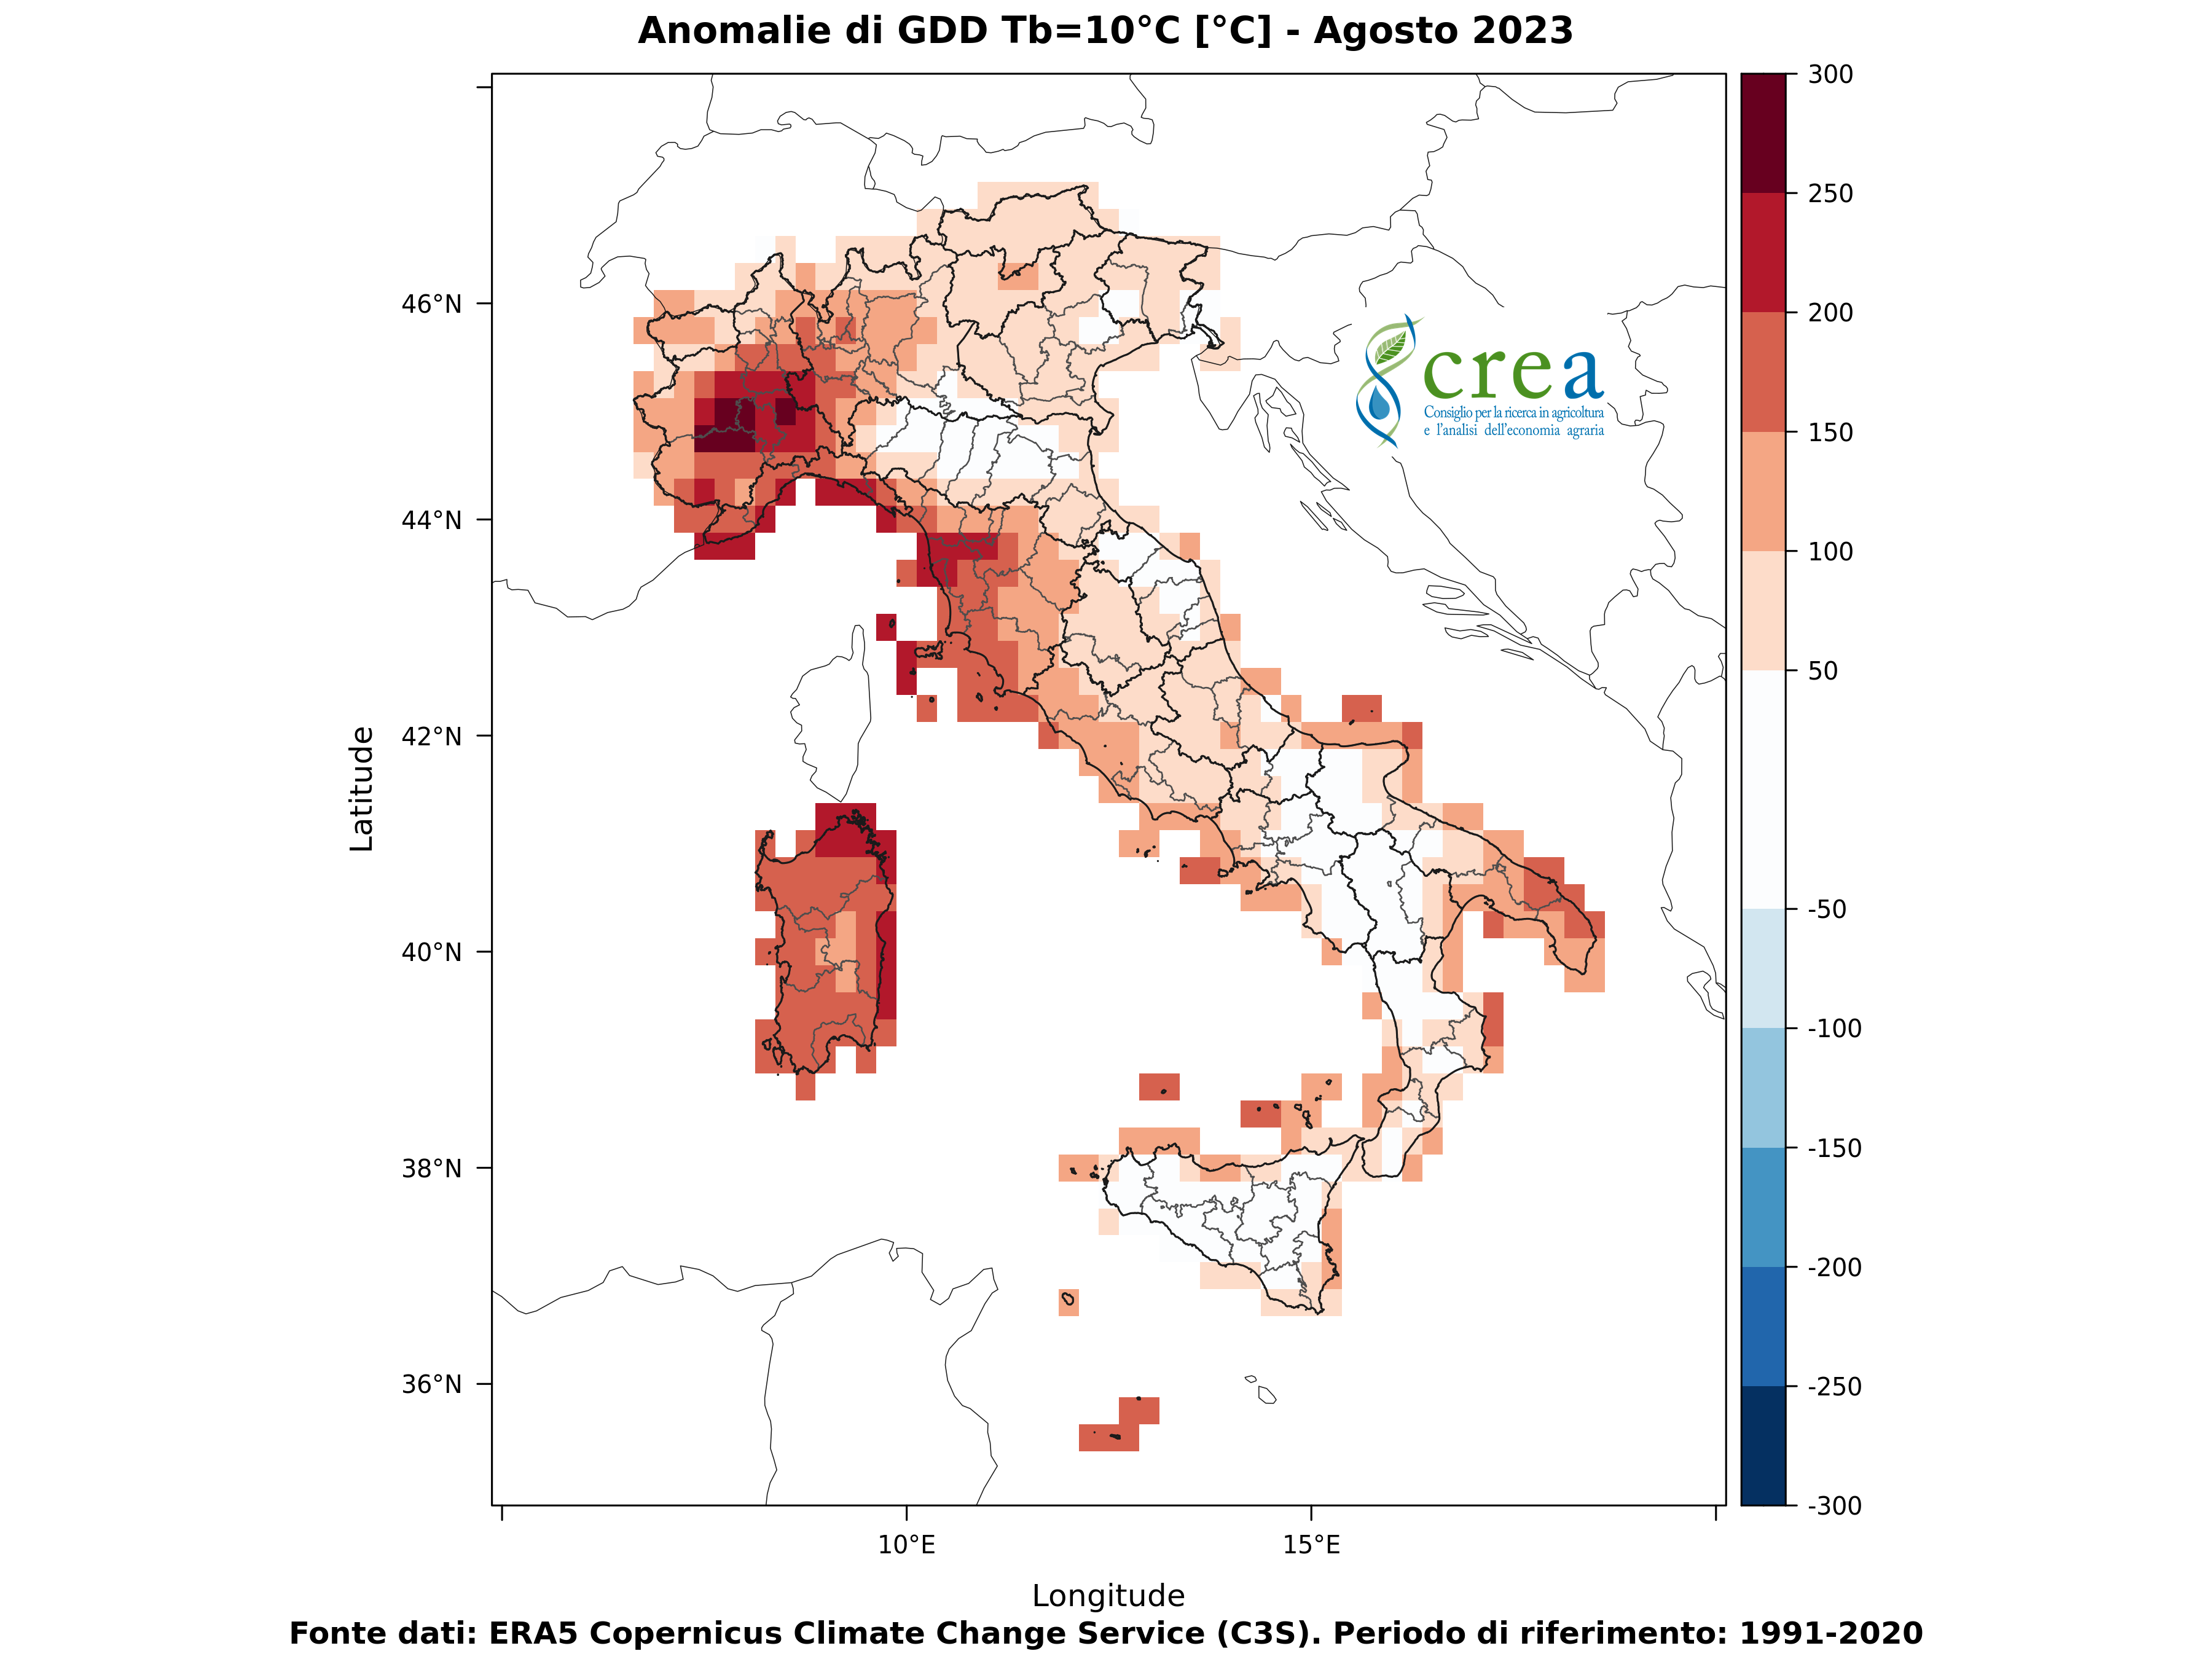 Anomalie di GDD Tb=10°C [°C] - Agosto 2023
300
250
200
150
100
50
-50
-100
-150
-200
-250
-300
46°N
44°N
42°N
40°N
38°N
36°N
Latitude
crea
Consiglio per la ricerca in agricoltura
e l'analisi dell'economia agraria
10°E
15°E
Longitude
Fonte dati: ERA5 Copernicus Climate Change Service (C3S). Periodo di riferimento: 1991-2020